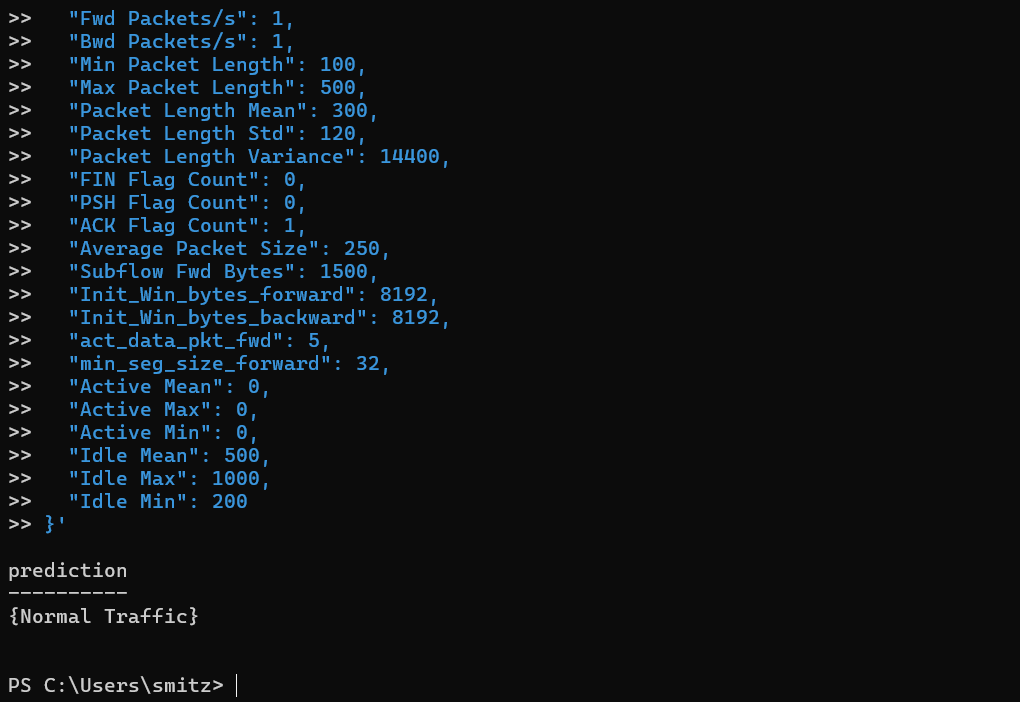 >>   "Fwd Packets/s": 1,
>>   "Bwd Packets/s": 1,
>>   "Min Packet Length": 100,
>>   "Max Packet Length": 500,
>>   "Packet Length Mean": 300,
>>   "Packet Length Std": 120,
>>   "Packet Length Variance": 14400,
>>   "FIN Flag Count": 0,
>>   "PSH Flag Count": 0,
>>   "ACK Flag Count": 1,
>>   "Average Packet Size": 250,
>>   "Subflow Fwd Bytes": 1500,
>>   "Init_Win_bytes_forward": 8192,
>>   "Init_Win_bytes_backward": 8192,
>>   "act_data_pkt_fwd": 5,
>>   "min_seg_size_forward": 32,
>>   "Active Mean": 0,
>>   "Active Max": 0,
>>   "Active Min": 0,
>>   "Idle Mean": 500,
>>   "Idle Max": 1000,
>>   "Idle Min": 200
>> }'

prediction
----------
{Normal Traffic}

PS C:\Users\smitz>